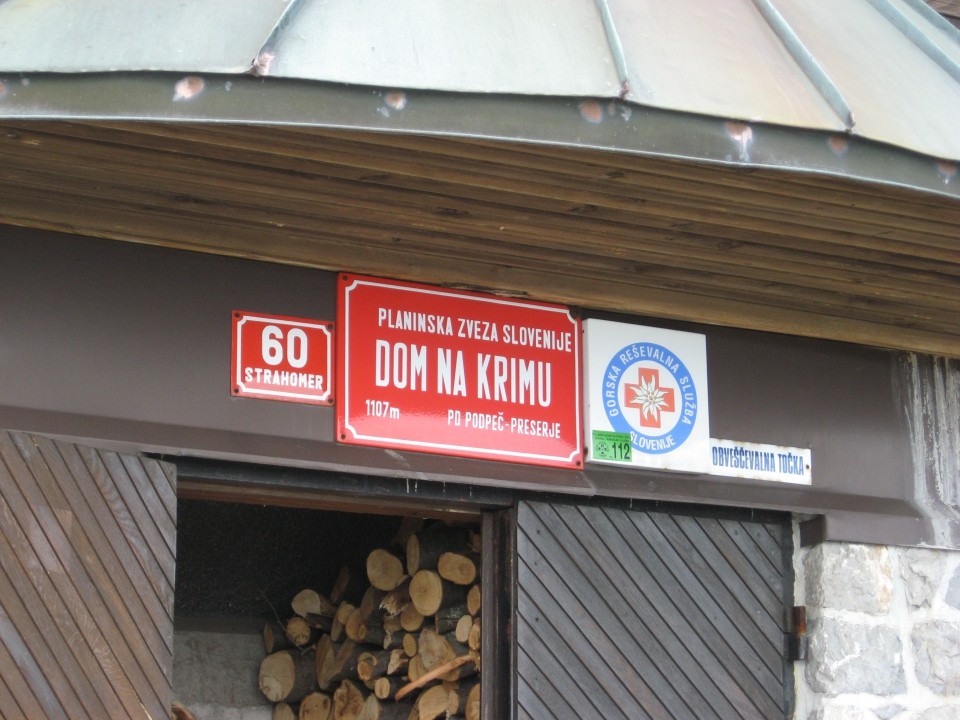 60
STRAHOMER
PLANINSKA ZVEZA SLOVENIJE
DOM NA KRIMU
1107m
PD PODPEČ-PRESERJE
GORSKA REŠEVALNA SLUŽBA
SLOVENIJE
112
OBVEŠČEVALNA TOČKA